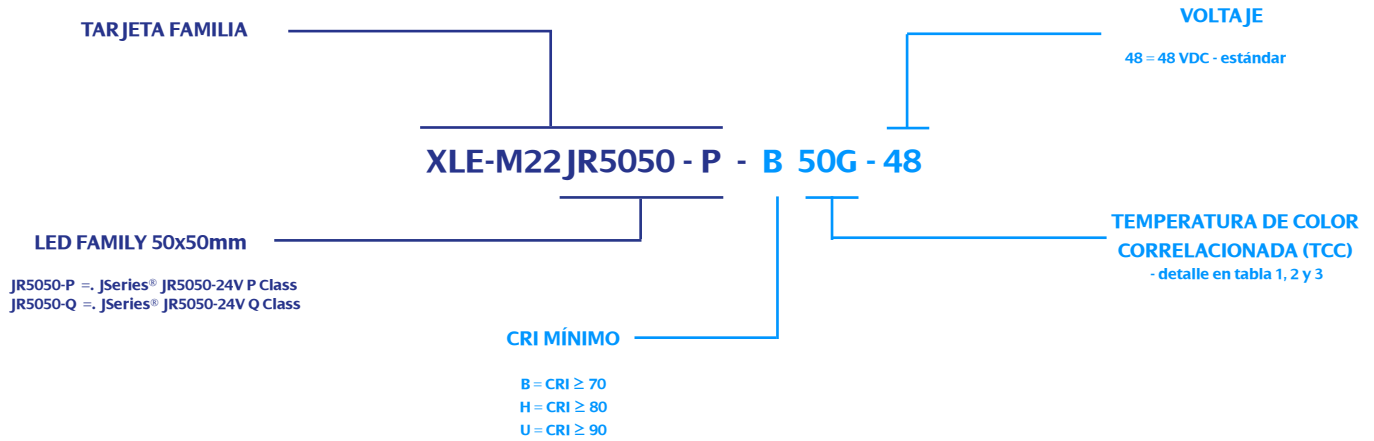 TARJETA FAMILIA
VOLTAJE
48 = 48 VDC - estándar
XLE-M22JR5050 - P - B 50G - 48
LED FAMILY 50x50mm
JR5050-P =. JSeries® JR5050-24V P Class
JR5050-Q =. JSeries® JR5050-24V Q Class
TEMPERATURA DE COLOR
CORRELACIONADA (TCC)
- detalle en tabla 1, 2 y 3
CRI MÍNIMO
B = CRI ≥ 70
H = CRI ≥ 80
U = CRI ≥ 90